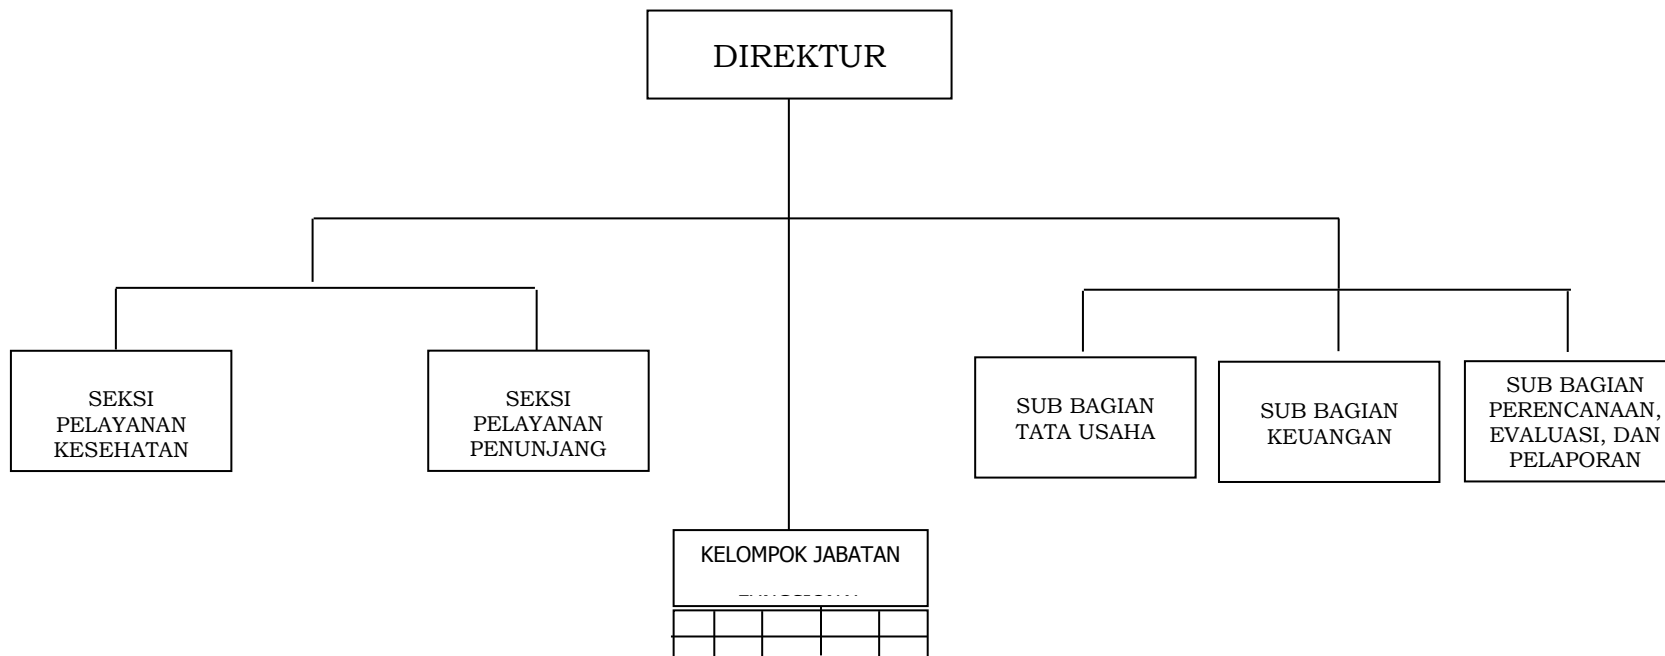 DIREKTUR
SEKSI
PELAYANAN
KESEHATAN
SEKSI
PELAYANAN
PENUNJANG
SUB BAGIAN
TATA USAHA
SUB BAGIAN
KEUANGAN
SUB BAGIAN
PERENCANAAN,
EVALUASI, DAN
PELAPORAN
KELOMPOK JABATAN